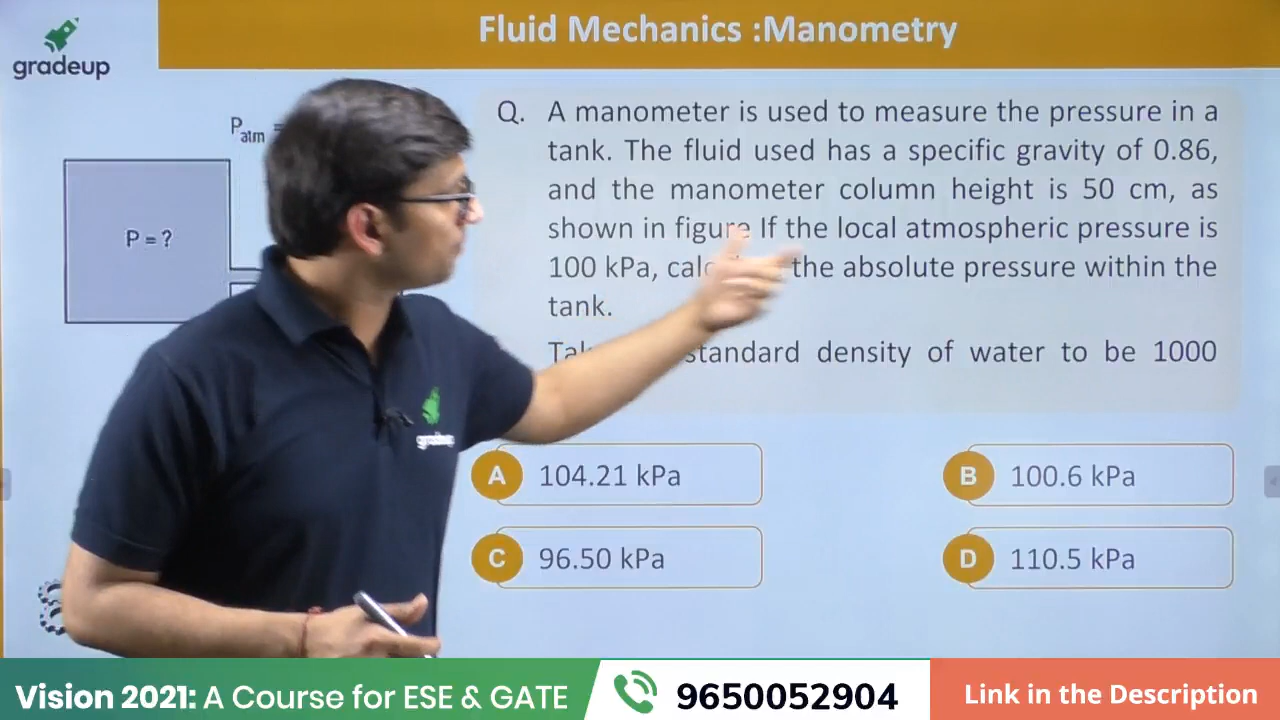 Fluid Mechanics :Manometry
gradeup
P atm =
P = ?
Q. A manometer is used to measure the pressure in a
tank. The fluid used has a specific gravity of 0.86,
and the manometer column height is 50 cm, as
shown in figure If the local atmospheric pressure is
100 kPa, the absolute pressure within the
tank.
standard density of water to be 1000
A 104.21 kPa
B 100.6 kPa
C 96.50 kPa
D 110.5 kPa
gradeup
Vision 2021: A Course for ESE & GATE
9650052904
Link in the Description